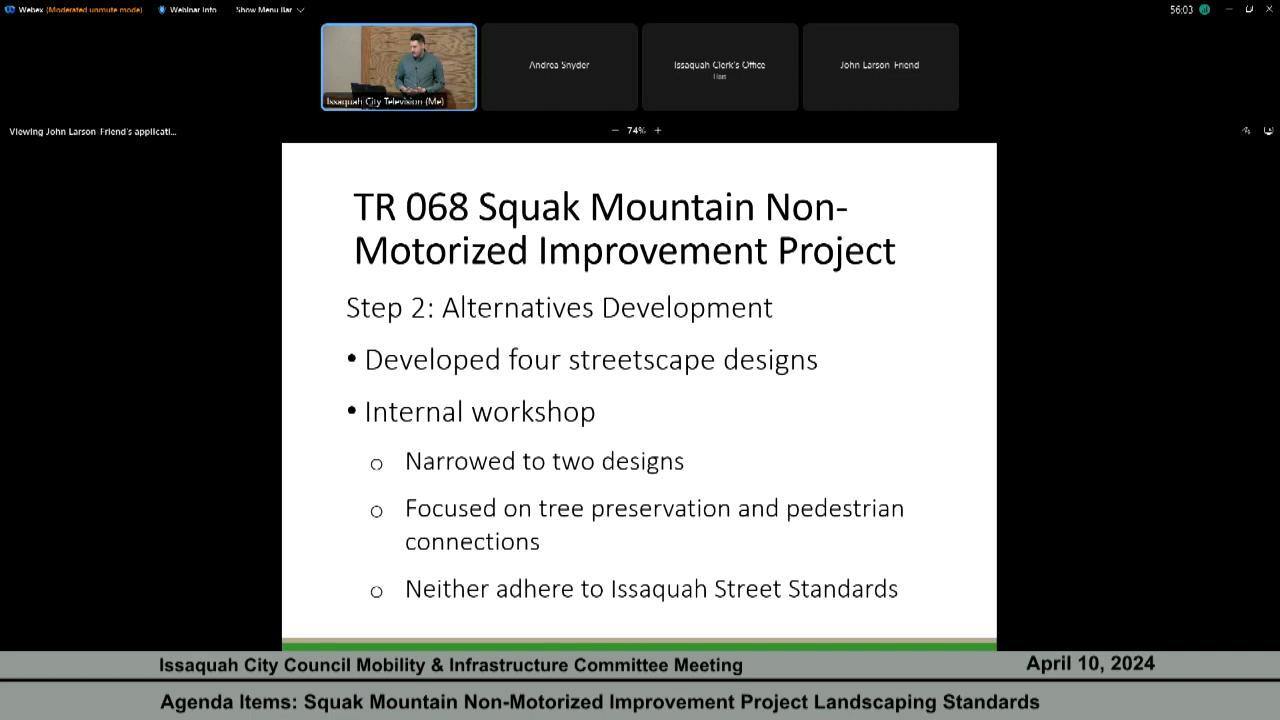 Webex (Moderated unmute mode) Webinar Info Show Menu Bar 56:03
Issaquah City Television (Me)
Andrea Snyder
Issaquah Clerk's Office
Host
John Larson-Friend
Viewing John Larson-Friend's applicati...
74%
TR 068 Squak Mountain Non-
Motorized Improvement Project
Step 2: Alternatives Development
• Developed four streetscape designs
• Internal workshop
o Narrowed to two designs
o Focused on tree preservation and pedestrian
connections
o Neither adhere to Issaquah Street Standards
Issaquah City Council Mobility & Infrastructure Committee Meeting April 10, 2024
Agenda Items: Squak Mountain Non-Motorized Improvement Project Landscaping Standards